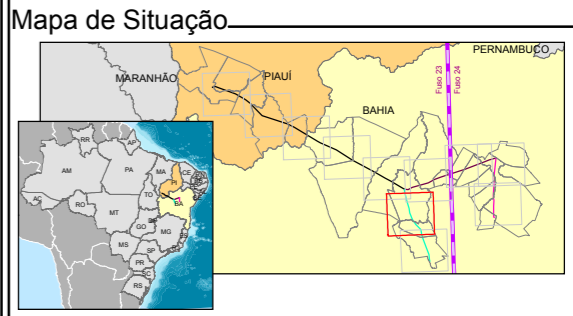 Mapa de Situação
PERNAMBUCO
MARANHÃO
PIAUÍ
Fuso 23
Fuso 24
BAHIA
RR
AP
AM
PA
MA
CE
PI
AC
RO
TO
BA
MT
GO
MG
ES
MS
SP
PR
SC
RS